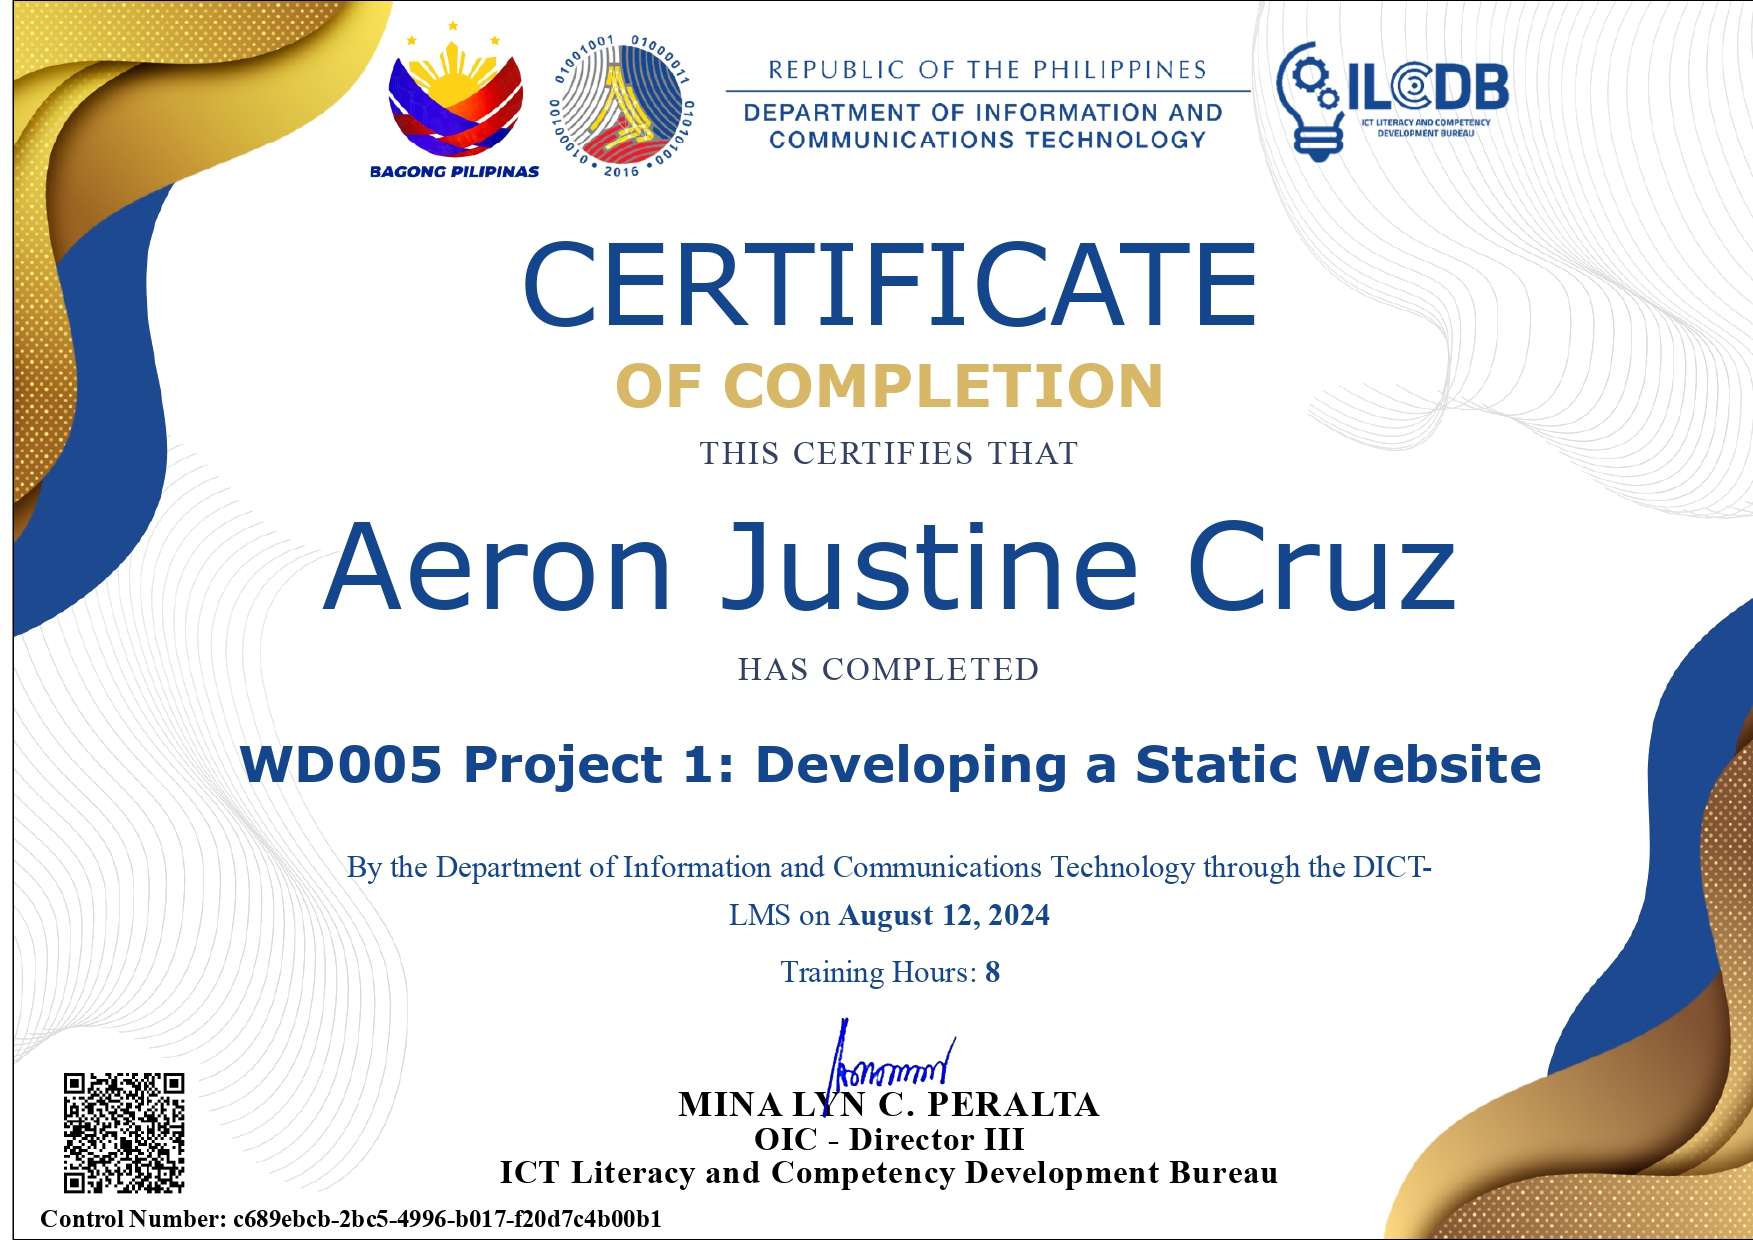 BAGONG PILIPINAS
01000100 01001001 01000011 01010100 • 2016 •
REPUBLIC OF THE PHILIPPINES
DEPARTMENT OF INFORMATION AND
COMMUNICATIONS TECHNOLOGY
ILCDB
ICT LITERACY AND COMPETENCY
DEVELOPMENT BUREAU
CERTIFICATE
OF COMPLETION
THIS CERTIFIES THAT
Aeron Justine Cruz
HAS COMPLETED
WD005 Project 1: Developing a Static Website
By the Department of Information and Communications Technology through the DICT-
LMS on August 12, 2024
Training Hours: 8
MINA LYN C. PERALTA
OIC - Director III
ICT Literacy and Competency Development Bureau
Control Number: c689ebcb-2bc5-4996-b017-f20d7c4b00b1